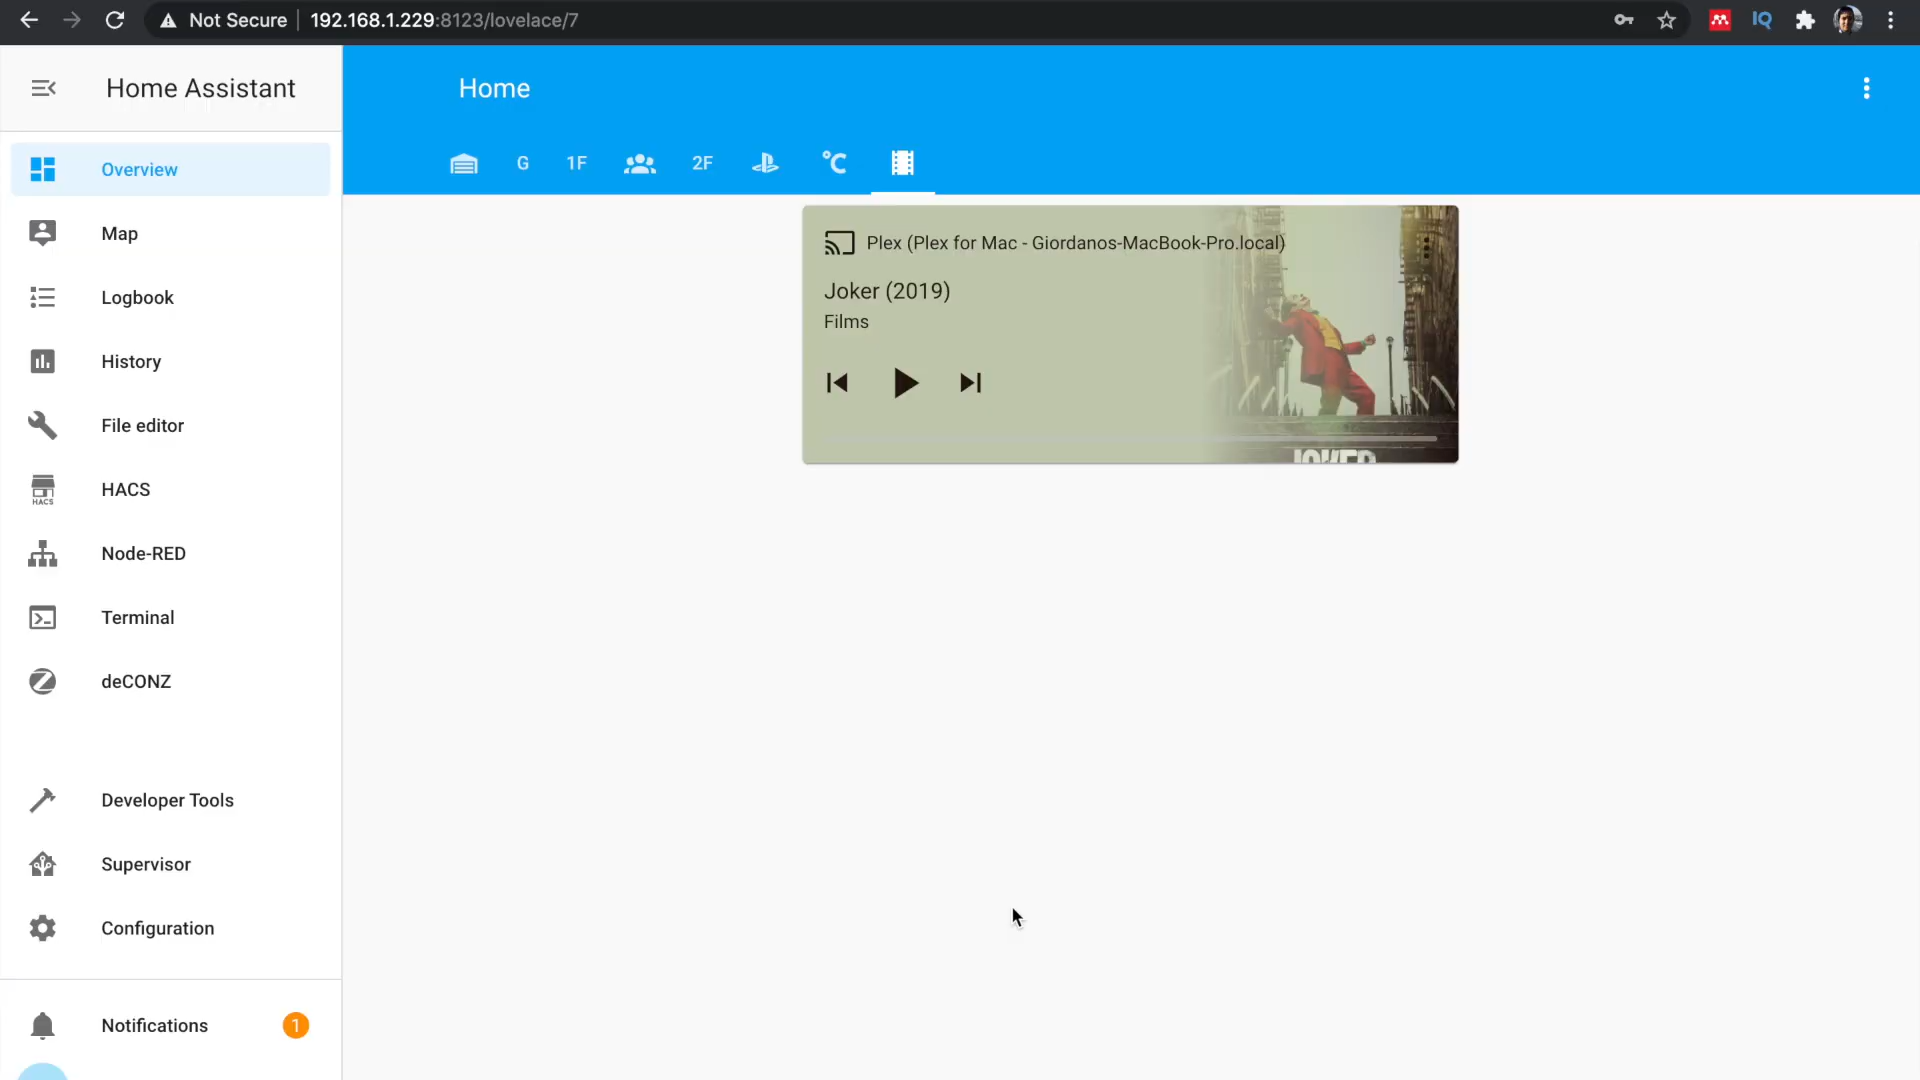 Not Secure 192.168.1.229:8123/lovelace/7
IQ
Home Assistant
Home
G 1F 2F °C
Overview
Map
Logbook
History
File editor
HACS
HACS
Node-RED
Terminal
deCONZ
Developer Tools
Supervisor
Configuration
Notifications 1
Plex (Plex for Mac - Giordanos-MacBook-Pro.local)
Joker (2019)
Films
JOKER